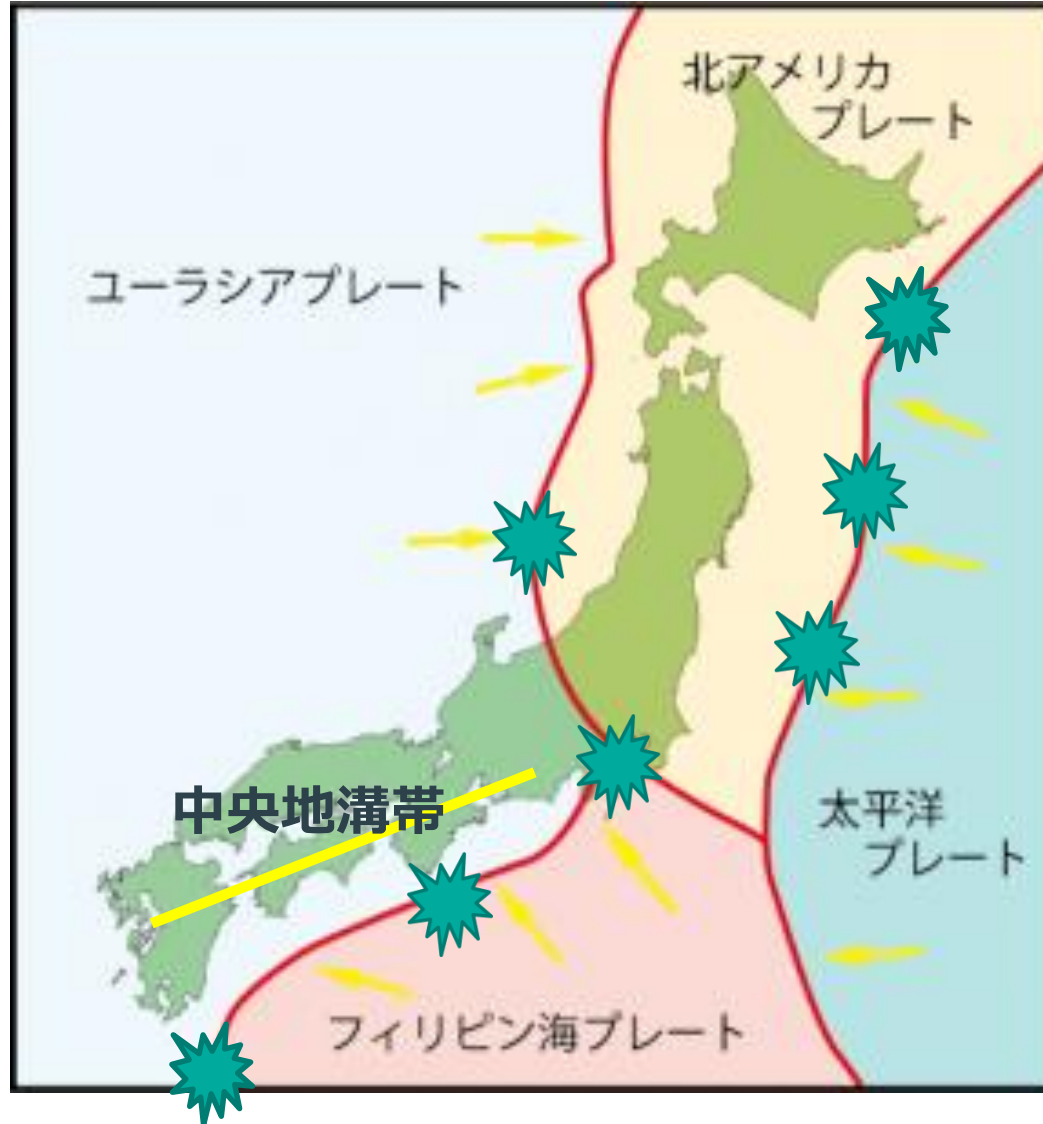 北アメリカ
プレート
ユーラシアプレート
中央地溝帯
太平洋
プレート
フィリピン海プレート